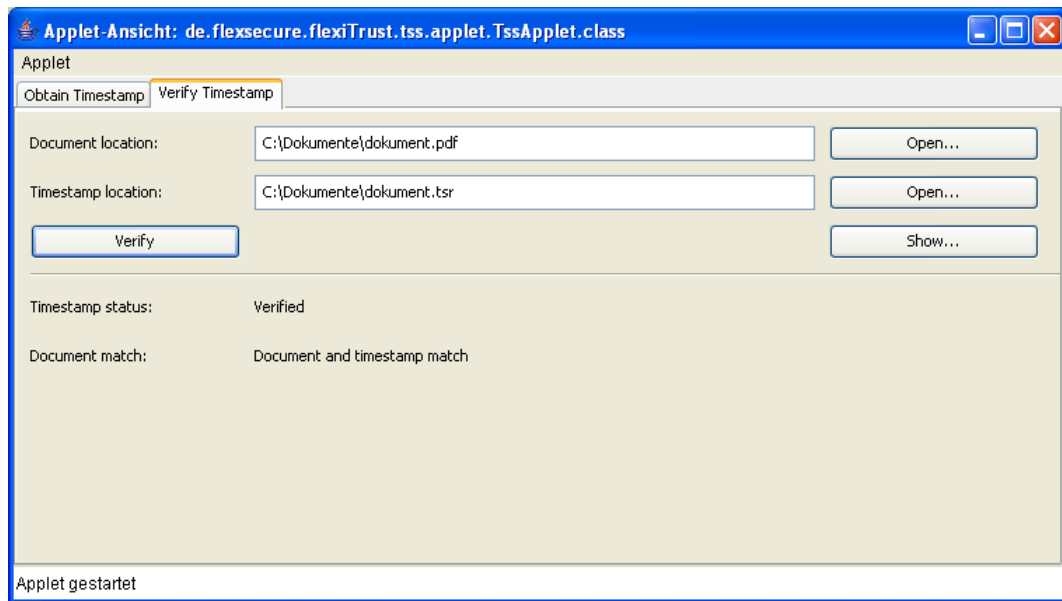 Applet-Ansicht: de.flexsecure.flexiTrust.tss.applet.TssApplet.class
Applet
Obtain Timestamp Verify Timestamp
Document location: C:\Dokumente\dokument.pdf Open...
Timestamp location: C:\Dokumente\dokument.tsr Open...
Verify Show...
Timestamp status: Verified
Document match: Document and timestamp match
Applet gestartet